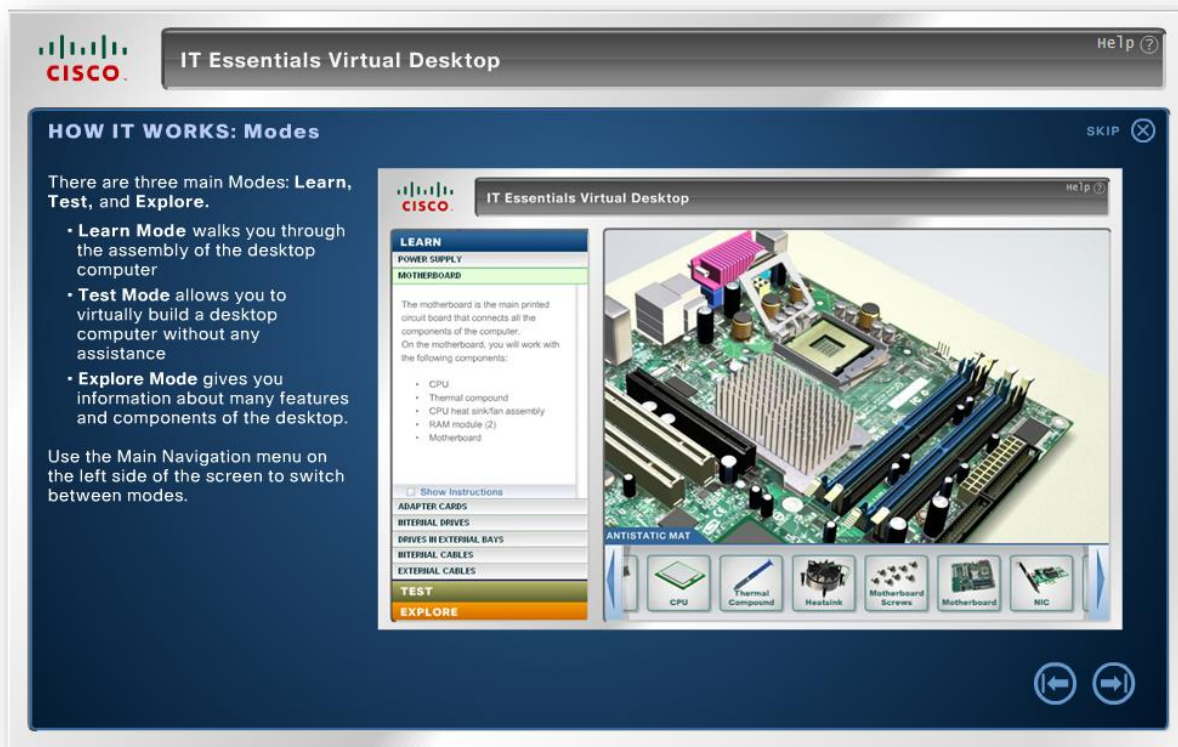 CISCO
IT Essentials Virtual Desktop
Help ?
HOW IT WORKS: Modes
SKIP
There are three main Modes: Learn,
Test, and Explore.
• Learn Mode walks you through
the assembly of the desktop
computer
• Test Mode allows you to
virtually build a desktop
computer without any
assistance
• Explore Mode gives you
information about many features
and components of the desktop.
Use the Main Navigation menu on
the left side of the screen to switch
between modes.
CISCO
IT Essentials Virtual Desktop
Help ?
LEARN
POWER SUPPLY
MOTHERBOARD
The motherboard is the main printed
circuit board that connects all the
components of the computer.
On the motherboard, you will work with
the following components:
• CPU
• Thermal compound
• CPU heat sink/fan assembly
• RAM module (2)
• Motherboard
Show Instructions
ADAPTER CARDS
INTERNAL DRIVES
DRIVES IN EXTERNAL BAYS
INTERNAL CABLES
EXTERNAL CABLES
TEST
EXPLORE
ANTISTATIC MAT
CPU
Thermal
Compound
Heatsink
Motherboard
Screws
Motherboard
NIC